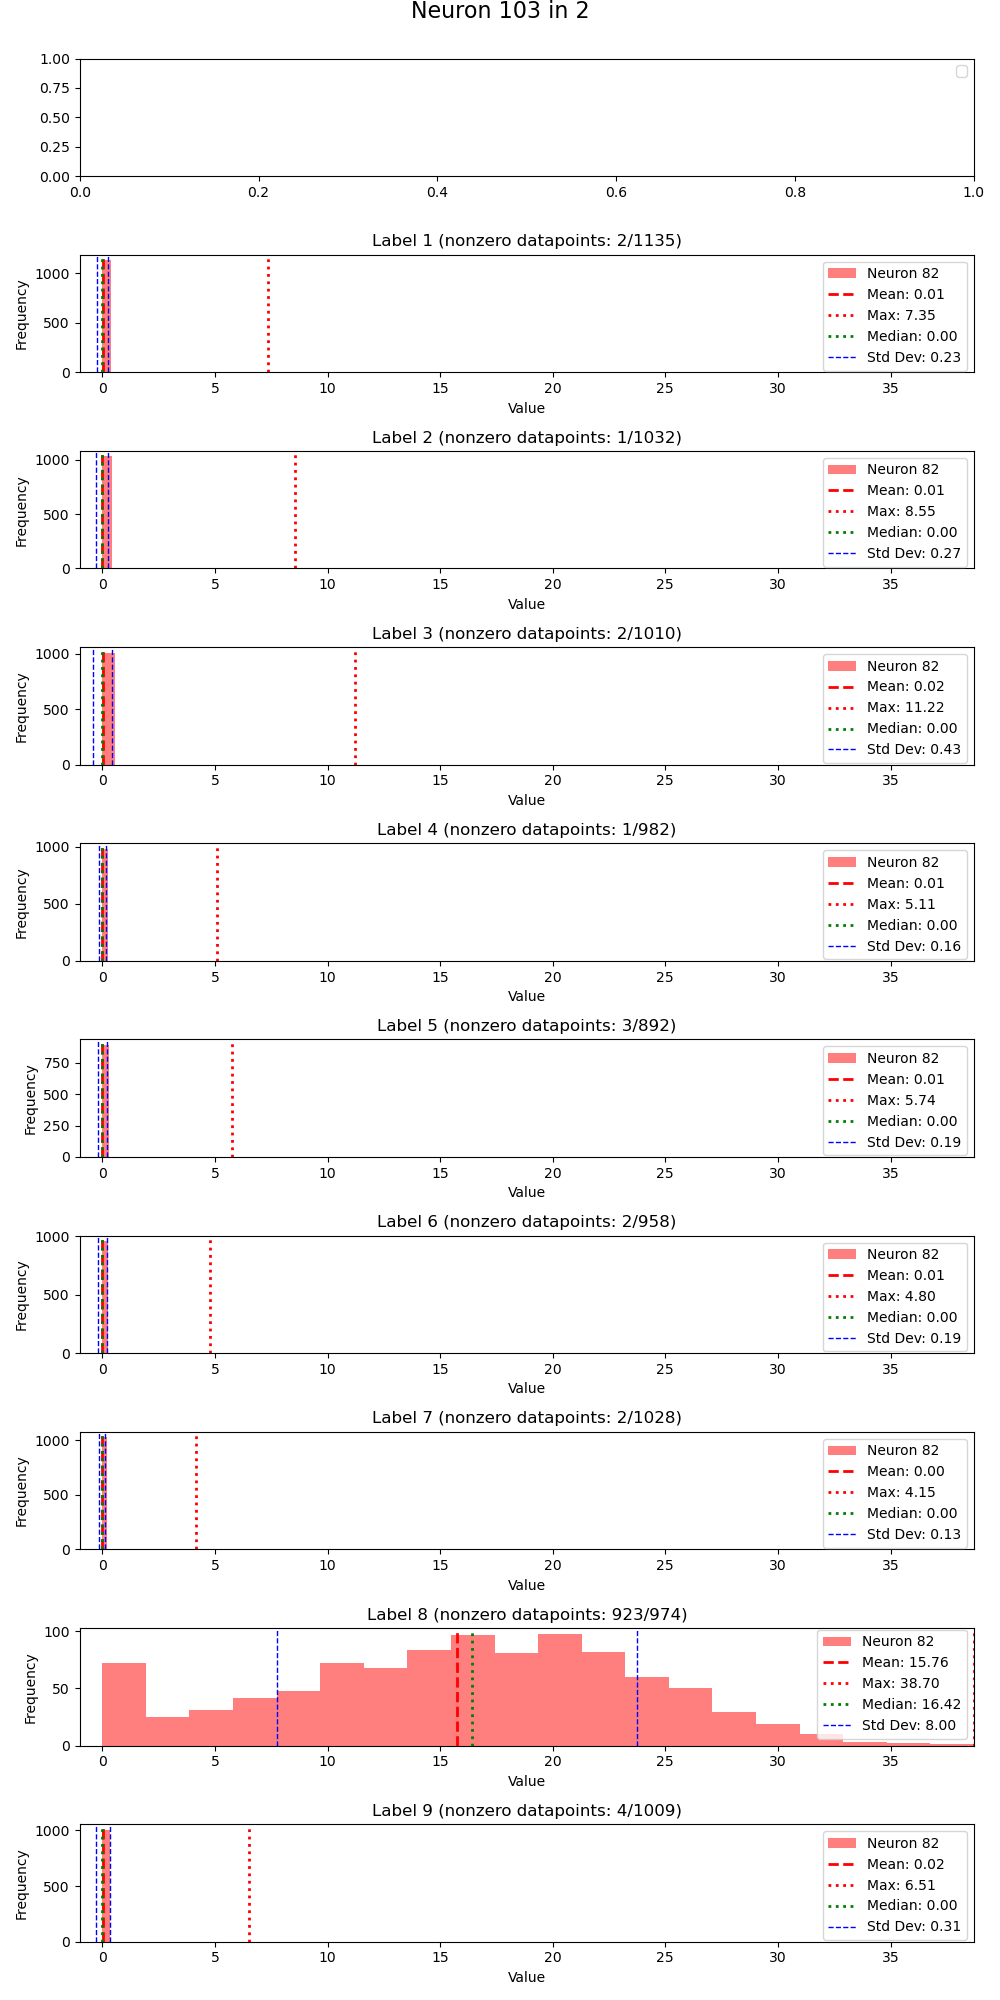 Neuron 103 in 2
1.00
0.75
0.50
0.25
0.00
0.0 0.2 0.4 0.6 0.8 1.0
Label 1 (nonzero datapoints: 2/1135)
Frequency
1000
500
0
Neuron 82
Mean: 0.01
Max: 7.35
Median: 0.00
Std Dev: 0.23
0 5 10 15 20 25 30 35
Value
Label 2 (nonzero datapoints: 1/1032)
Frequency
1000
500
0
Neuron 82
Mean: 0.01
Max: 8.55
Median: 0.00
Std Dev: 0.27
0 5 10 15 20 25 30 35
Value
Label 3 (nonzero datapoints: 2/1010)
Frequency
1000
500
0
Neuron 82
Mean: 0.02
Max: 11.22
Median: 0.00
Std Dev: 0.43
0 5 10 15 20 25 30 35
Value
Label 4 (nonzero datapoints: 1/982)
Frequency
1000
500
0
Neuron 82
Mean: 0.01
Max: 5.11
Median: 0.00
Std Dev: 0.16
0 5 10 15 20 25 30 35
Value
Label 5 (nonzero datapoints: 3/892)
Frequency
750
500
250
0
Neuron 82
Mean: 0.01
Max: 5.74
Median: 0.00
Std Dev: 0.19
0 5 10 15 20 25 30 35
Value
Label 6 (nonzero datapoints: 2/958)
Frequency
1000
500
0
Neuron 82
Mean: 0.01
Max: 4.80
Median: 0.00
Std Dev: 0.19
0 5 10 15 20 25 30 35
Value
Label 7 (nonzero datapoints: 2/1028)
Frequency
1000
500
0
Neuron 82
Mean: 0.00
Max: 4.15
Median: 0.00
Std Dev: 0.13
0 5 10 15 20 25 30 35
Value
Label 8 (nonzero datapoints: 923/974)
Frequency
100
50
0
Neuron 82
Mean: 15.76
Max: 38.70
Median: 16.42
Std Dev: 8.00
0 5 10 15 20 25 30 35
Value
Label 9 (nonzero datapoints: 4/1009)
Frequency
1000
500
0
Neuron 82
Mean: 0.02
Max: 6.51
Median: 0.00
Std Dev: 0.31
0 5 10 15 20 25 30 35
Value